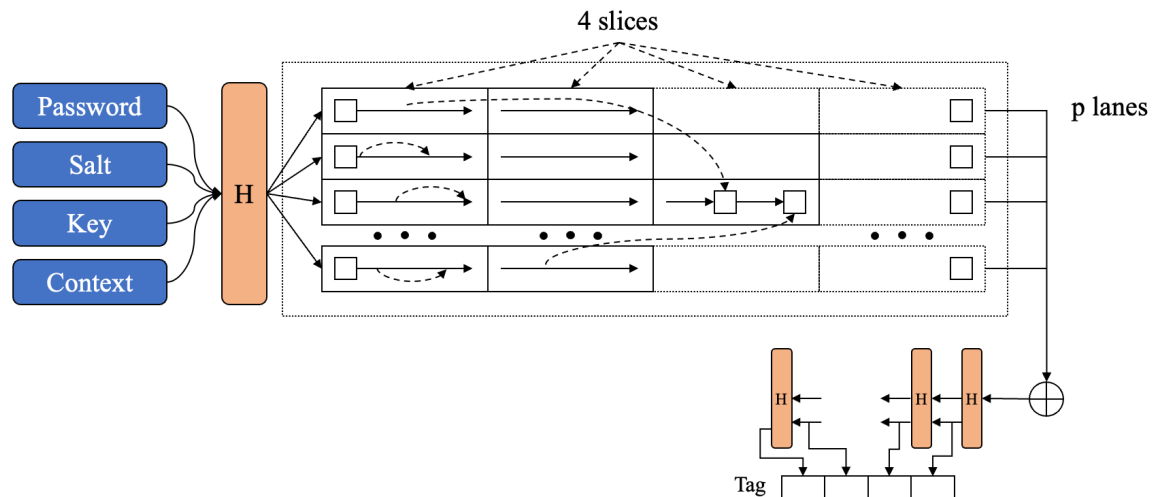 4 slices
Password
Salt
Key
Context
H
p lanes
H
H
H
Tag